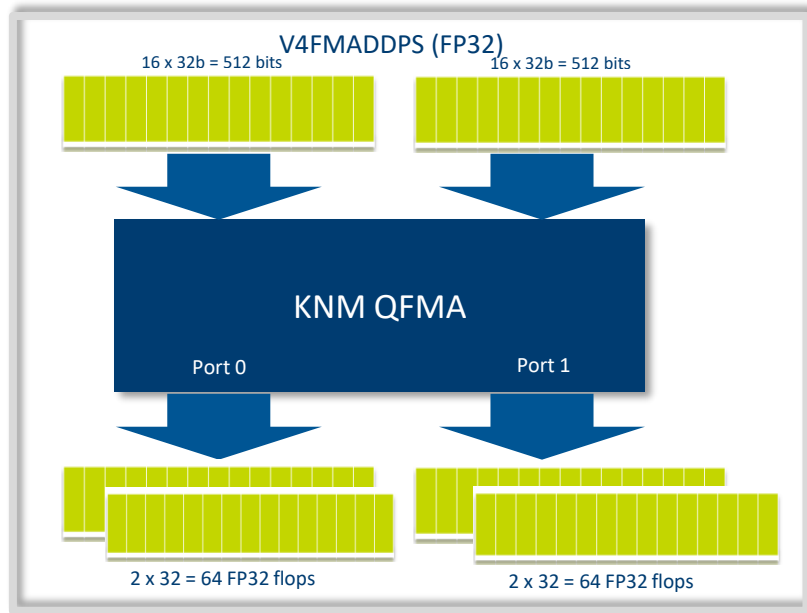 V4FMADDPS (FP32)
16 x 32b = 512 bits
16 x 32b = 512 bits
KNM QFMA
Port 0
Port 1
2 x 32 = 64 FP32 flops
2 x 32 = 64 FP32 flops